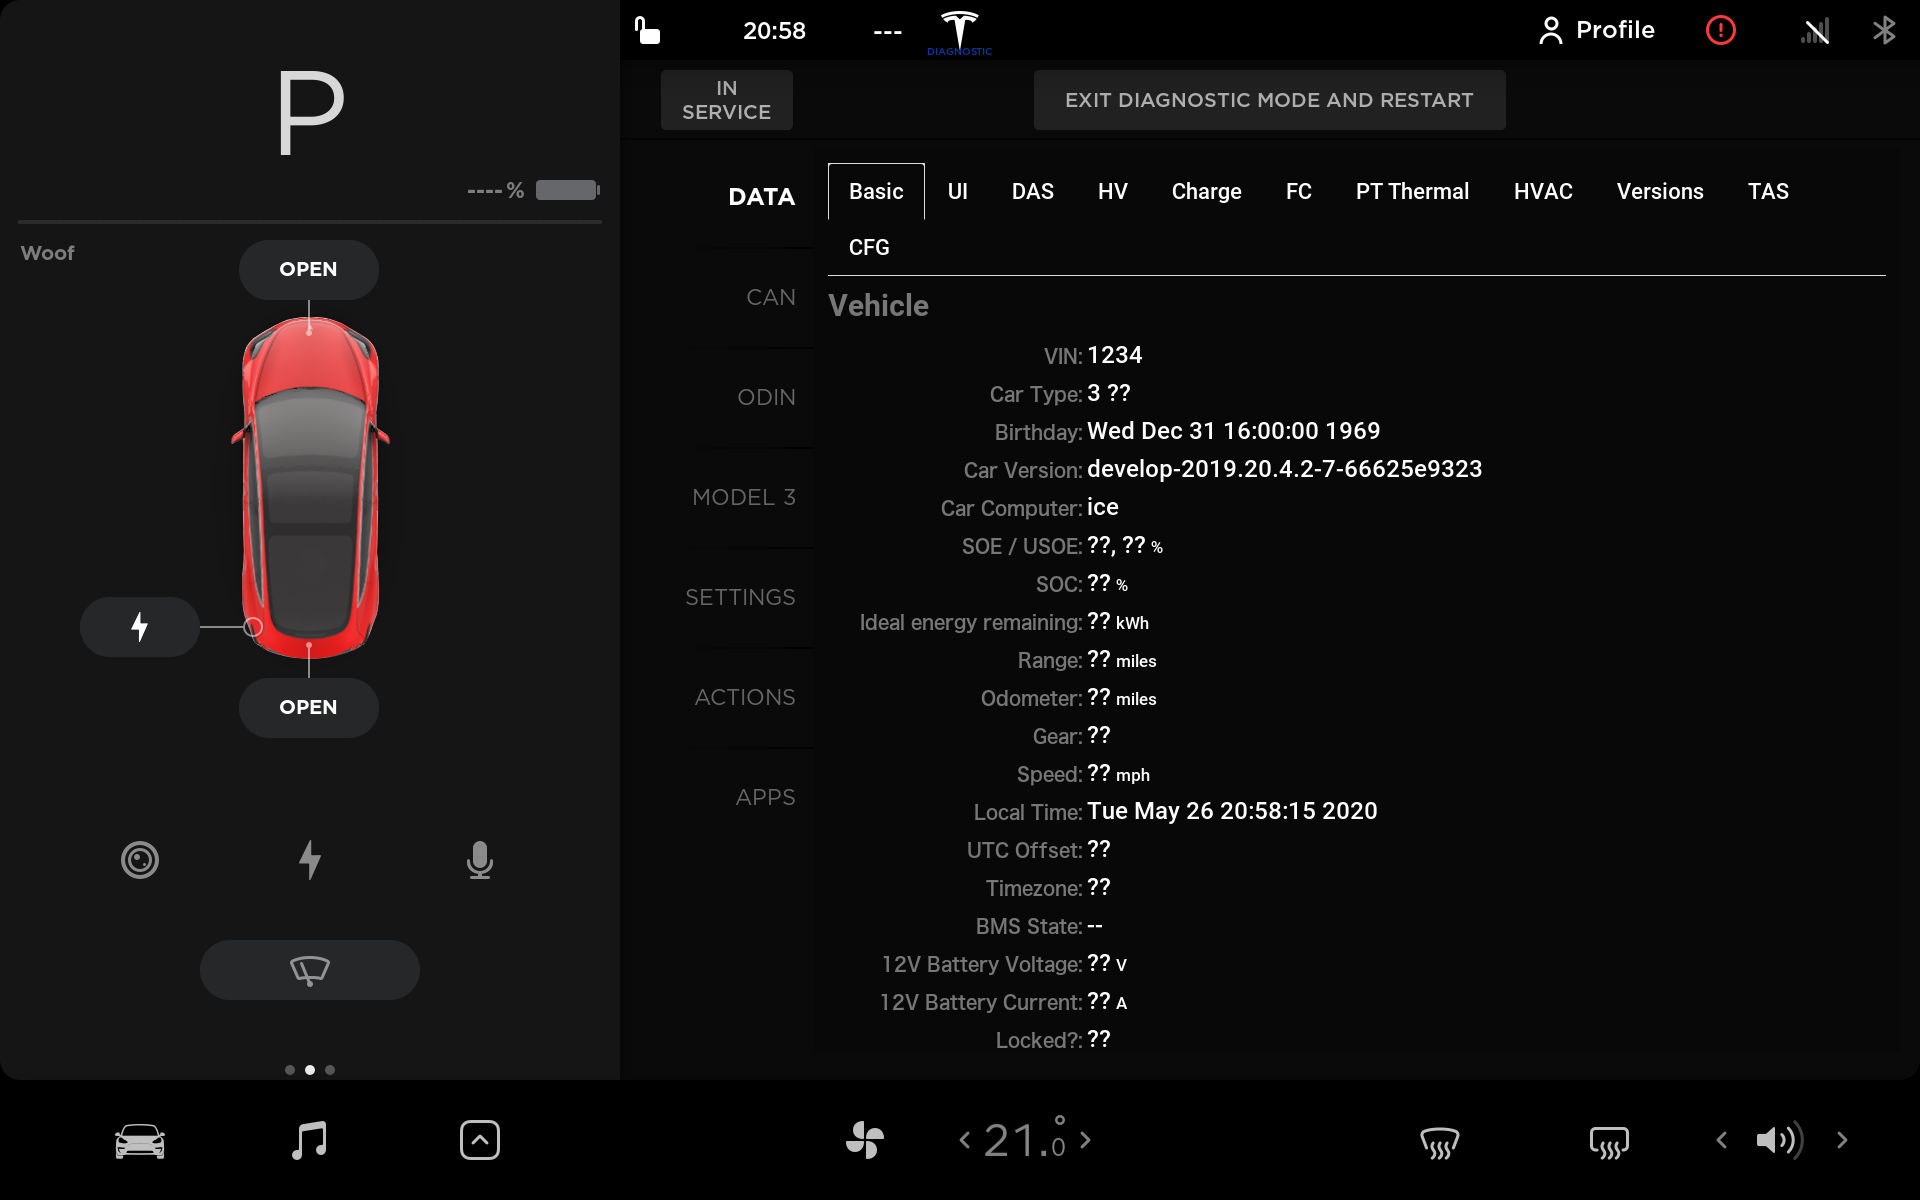 P
----%
Woof
OPEN
OPEN
20:58
---
DIAGNOSTIC
Profile
IN
SERVICE
EXIT DIAGNOSTIC MODE AND RESTART
DATA
CAN
ODIN
MODEL 3
SETTINGS
ACTIONS
APPS
Basic UI DAS HV Charge FC PT Thermal HVAC Versions TAS
CFG
Vehicle
VIN: 1234
Car Type: 3 ??
Birthday: Wed Dec 31 16:00:00 1969
Car Version: develop-2019.20.4.2-7-66625e9323
Car Computer: ice
SOE / USOE: ??, ?? %
SOC: ?? %
Ideal energy remaining: ?? kWh
Range: ?? miles
Odometer: ?? miles
Gear: ??
Speed: ?? mph
Local Time: Tue May 26 20:58:15 2020
UTC Offset: ??
Timezone: ??
BMS State: --
12V Battery Voltage: ?? V
12V Battery Current: ?? A
Locked?: ??
21.0°